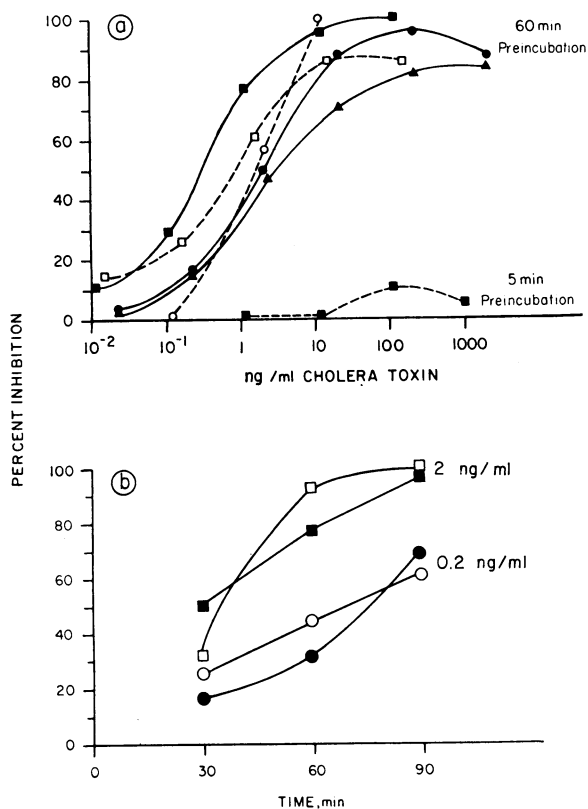 ⓐ
100
80
60
40
20
0
60 min
Preincubation
5 min
Preincubation
10⁻² 10⁻¹ 1 10 100 1000
ng/ml CHOLERA TOXIN
PERCENT INHIBITION
ⓑ
100
80
60
40
20
0
2 ng/ml
0.2 ng/ml
0 30 60 90
TIME, min